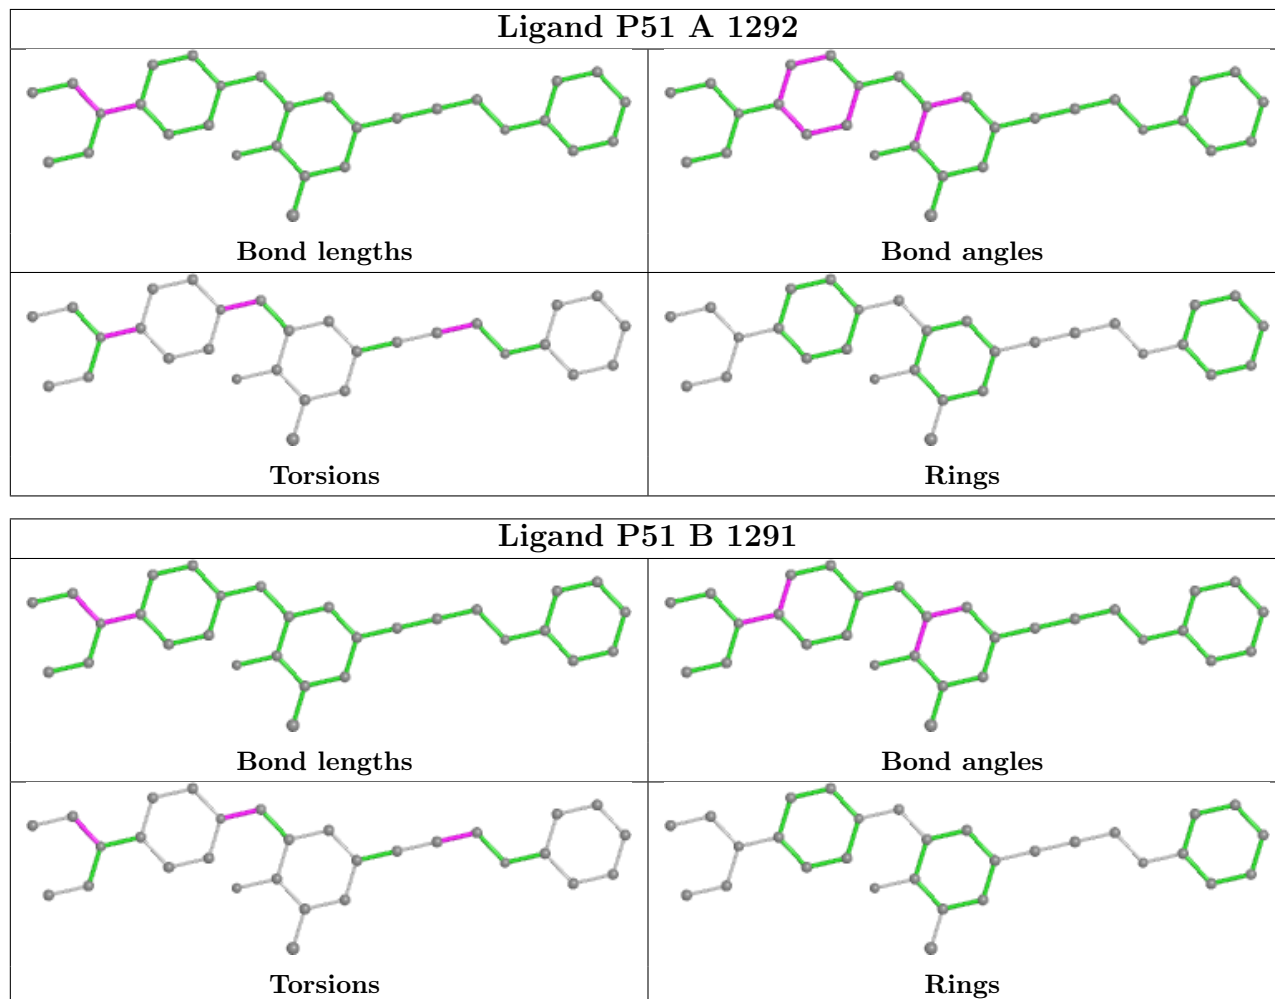 Ligand P51 A 1292
Bond lengths
Bond angles
Torsions
Rings
Ligand P51 B 1291
Bond lengths
Bond angles
Torsions
Rings